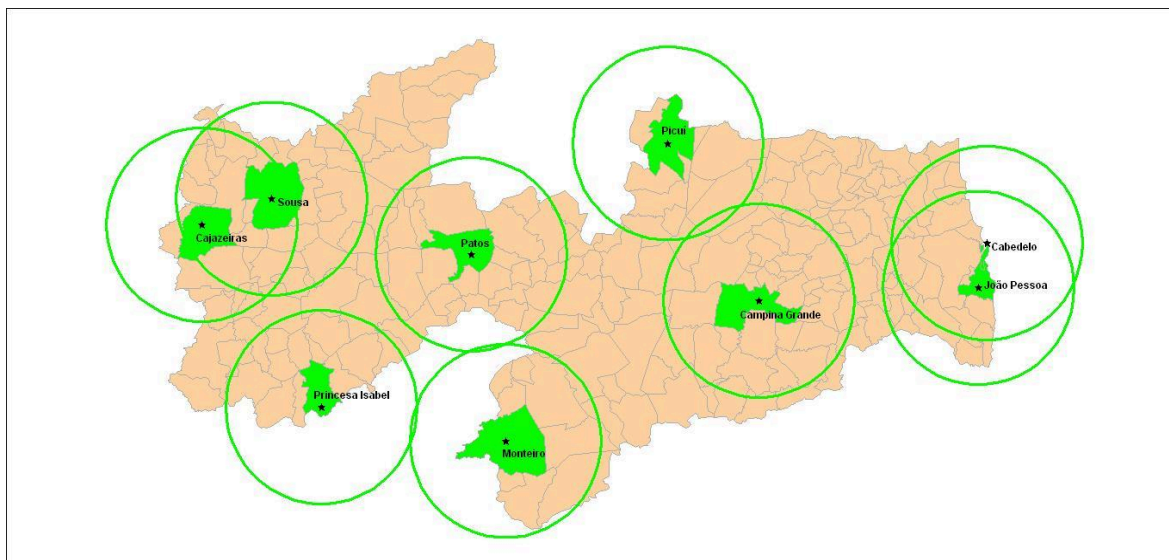 Picuí
Sousa
Cajazeiras
Patos
Cabedelo
João Pessoa
Campina Grande
Princesa Isabel
Monteiro